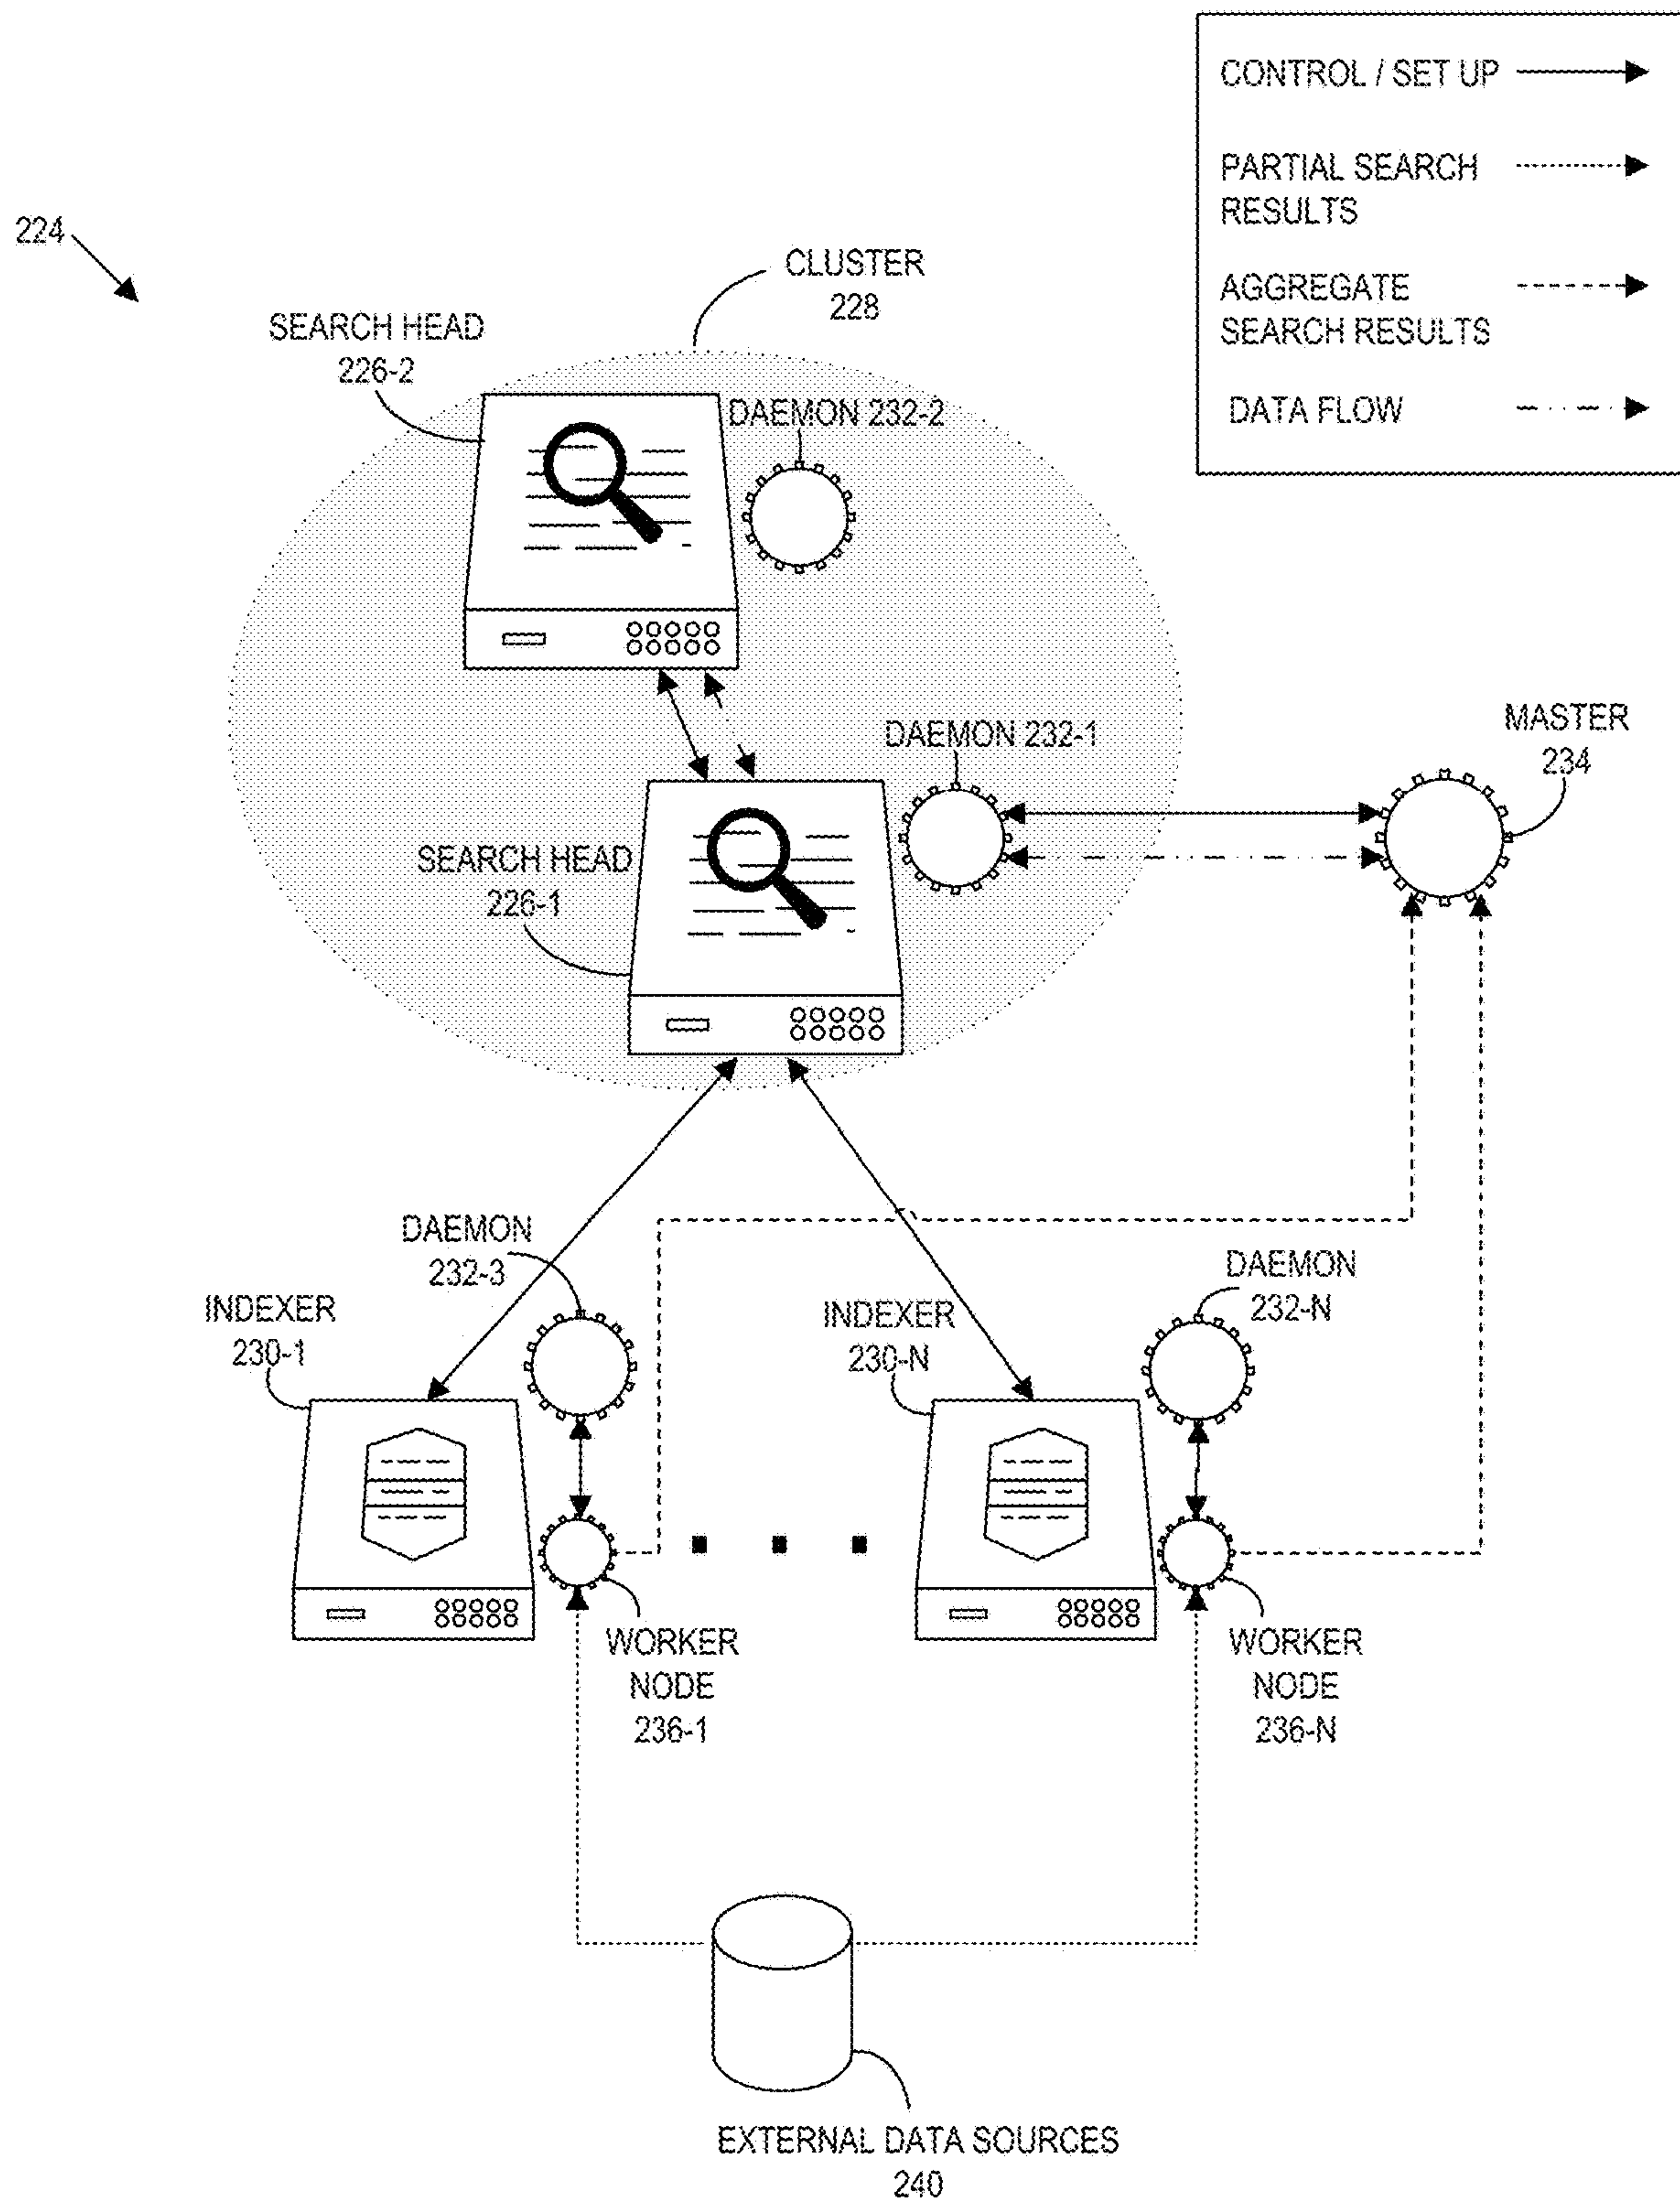 CONTROL / SET UP
PARTIAL SEARCH
RESULTS
AGGREGATE
SEARCH RESULTS
DATA FLOW
224
CLUSTER
228
SEARCH HEAD
226-2
DAEMON 232-2
DAEMON 232-1
MASTER
234
SEARCH HEAD
226-1
DAEMON
232-3
DAEMON
232-N
INDEXER
230-1
INDEXER
230-N
WORKER
NODE
236-1
WORKER
NODE
236-N
EXTERNAL DATA SOURCES
240